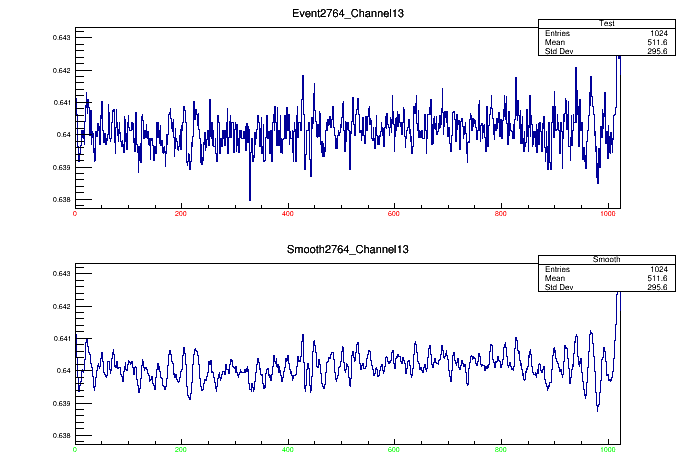 Event2764_Channel13
Test
Entries 1024
Mean 511.6
Std Dev 295.6
0.643
0.642
0.641
0.64
0.639
0.638
0 200 400 600 800 1000
Smooth2764_Channel13
Smooth
Entries 1024
Mean 511.6
Std Dev 295.6
0.643
0.642
0.641
0.64
0.639
0.638
0 200 400 600 800 1000